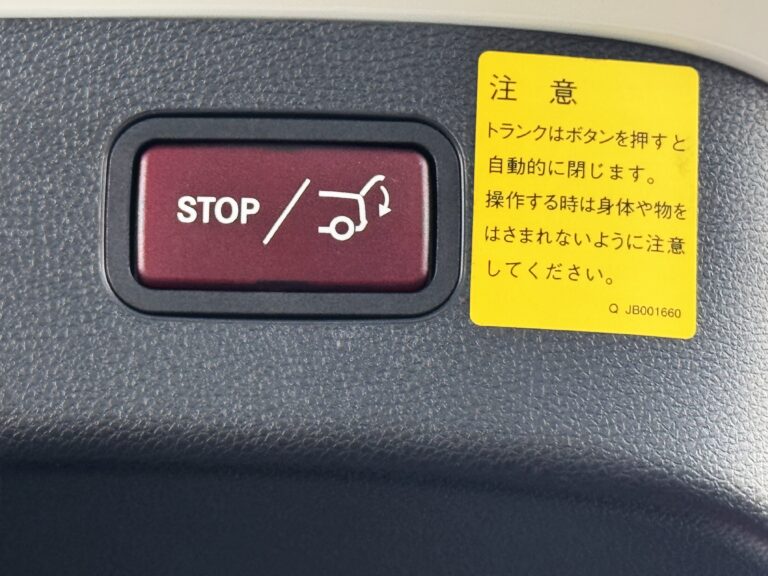 STOP
注 意
トランクはボタンを押すと
自動的に閉じます。
操作する時は身体や物を
はさまれないように注意
してください。
Q JB001660